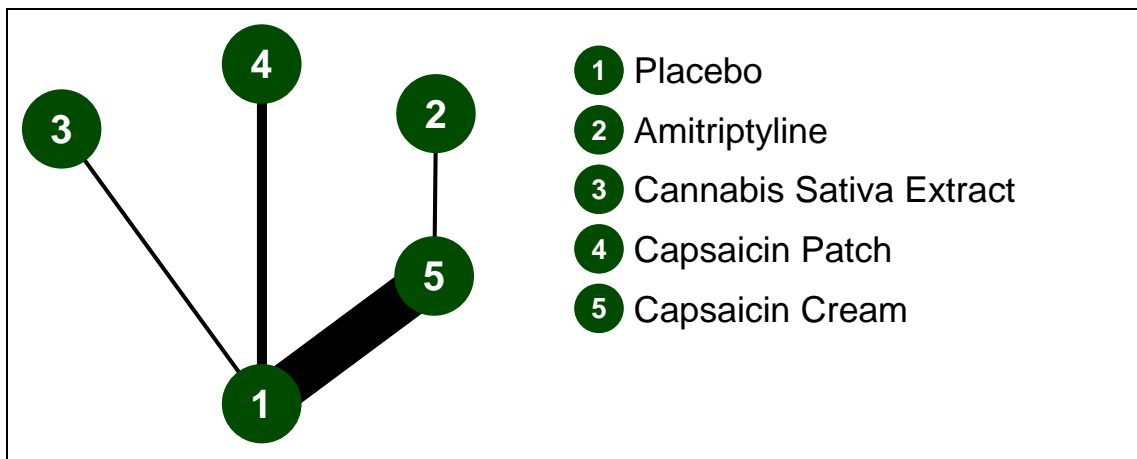 4
2
3
5
1
1 Placebo
2 Amitriptyline
3 Cannabis Sativa Extract
4 Capsaicin Patch
5 Capsaicin Cream